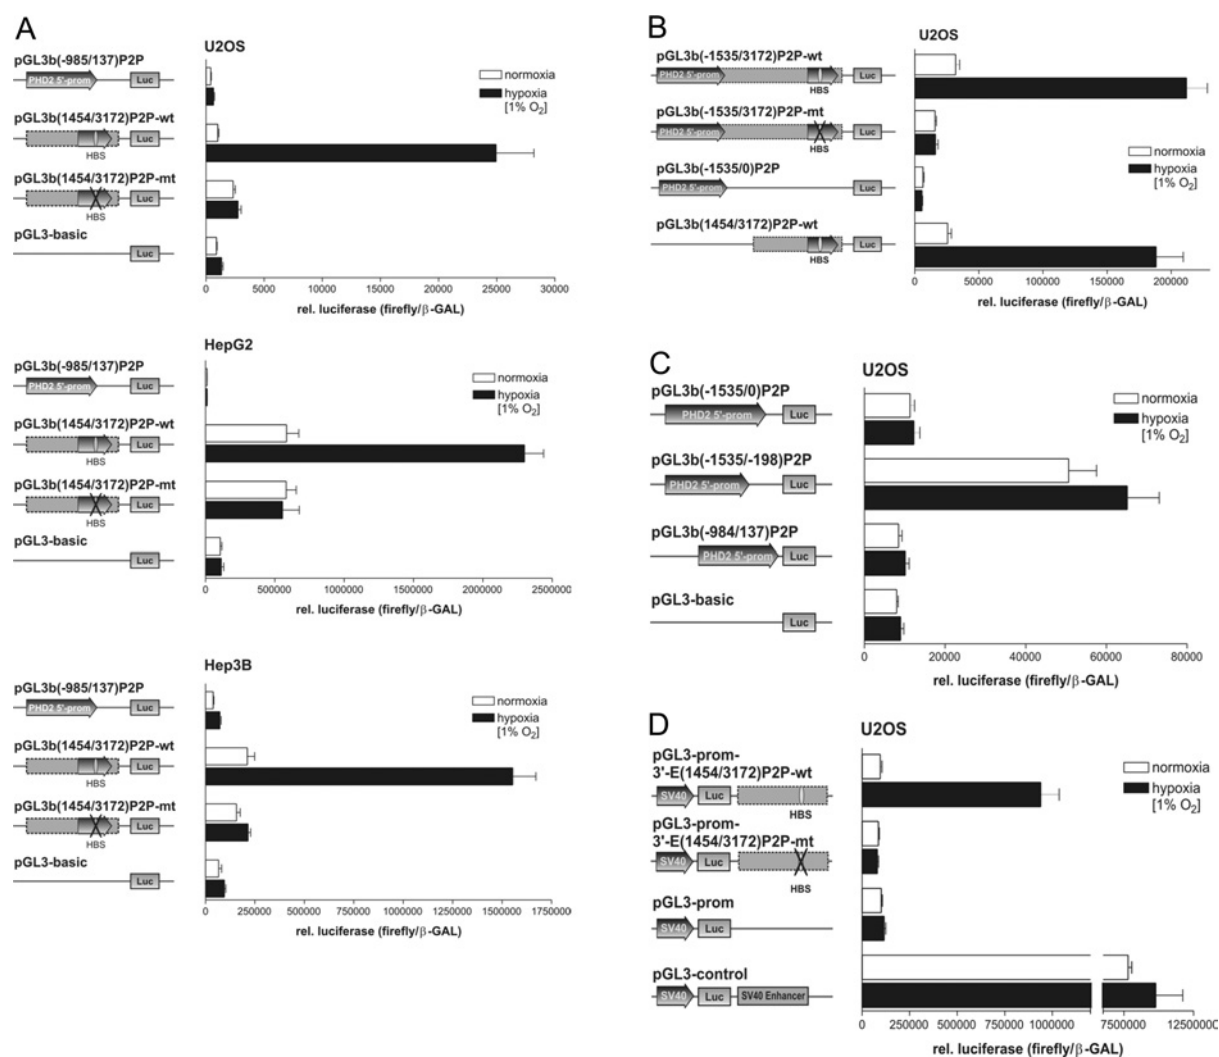 A
U2OS
pGL3b(-985/137)P2P
PHD2 5'-prom
Luc
pGL3b(1454/3172)P2P-wt
HBS
Luc
pGL3b(1454/3172)P2P-mt
HBS
Luc
pGL3-basic
Luc
normoxia
hypoxia
[1% O₂]
0 5000 10000 15000 20000 25000 30000
rel. luciferase (firefly/β-GAL)
HepG2
pGL3b(-985/137)P2P
PHD2 5'-prom
Luc
pGL3b(1454/3172)P2P-wt
HBS
Luc
pGL3b(1454/3172)P2P-mt
HBS
Luc
pGL3-basic
Luc
normoxia
hypoxia
[1% O₂]
0 500000 1000000 1500000 2000000 2500000
rel. luciferase (firefly/β-GAL)
Hep3B
pGL3b(-985/137)P2P
PHD2 5'-prom
Luc
pGL3b(1454/3172)P2P-wt
HBS
Luc
pGL3b(1454/3172)P2P-mt
HBS
Luc
pGL3-basic
Luc
normoxia
hypoxia
[1% O₂]
0 250000 500000 750000 1000000 1250000 1500000 1750000
rel. luciferase (firefly/β-GAL)
B
U2OS
pGL3b(-1535/3172)P2P-wt
PHD2 5'-prom
HBS
Luc
pGL3b(-1535/3172)P2P-mt
PHD2 5'-prom
HBS
Luc
pGL3b(-1535/0)P2P
PHD2 5'-prom
Luc
pGL3b(1454/3172)P2P-wt
HBS
Luc
normoxia
hypoxia
[1% O₂]
0 50000 100000 150000 200000
rel. luciferase (firefly/β-GAL)
C
U2OS
pGL3b(-1535/0)P2P
PHD2 5'-prom
Luc
pGL3b(-1535/-198)P2P
PHD2 5'-prom
Luc
pGL3b(-984/137)P2P
PHD2 5'-prom
Luc
pGL3-basic
Luc
normoxia
hypoxia
[1% O₂]
0 20000 40000 60000 80000
rel. luciferase (firefly/β-GAL)
D
U2OS
pGL3-prom-
3'-E(1454/3172)P2P-wt
SV40
Luc
HBS
pGL3-prom-
3'-E(1454/3172)P2P-mt
SV40
Luc
HBS
pGL3-prom
SV40
Luc
pGL3-control
SV40
Luc
SV40 Enhancer
normoxia
hypoxia
[1% O₂]
0 250000 500000 750000 1000000 7500000 12500000
rel. luciferase (firefly/β-GAL)